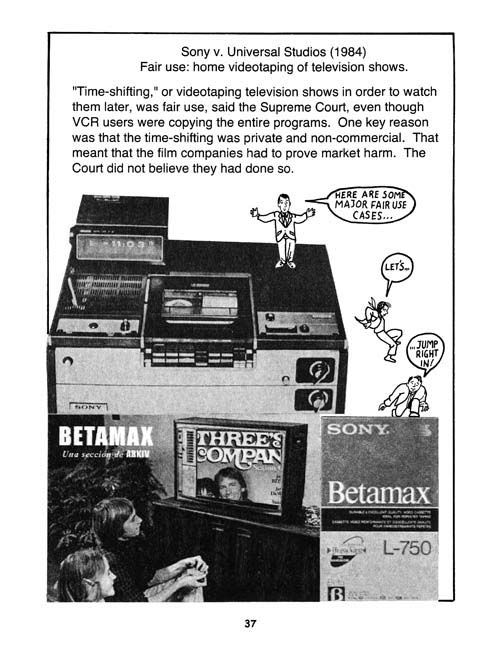 Sony v. Universal Studios (1984)
Fair use: home videotaping of television shows.
"Time-shifting," or videotaping television shows in order to watch
them later, was fair use, said the Supreme Court, even though
VCR users were copying the entire programs.  One key reason
was that the time-shifting was private and non-commercial.  That
meant that the film companies had to prove market harm.  The
Court did not believe they had done so.
HERE ARE SOME
MAJOR FAIR USE
CASES...
LET'S...
...JUMP
RIGHT
IN!
11:03
SONY
BETAMAX
Una sección de ARKIV
THREE'S
COMPAN
SONY.
Betamax
L-750
B
37